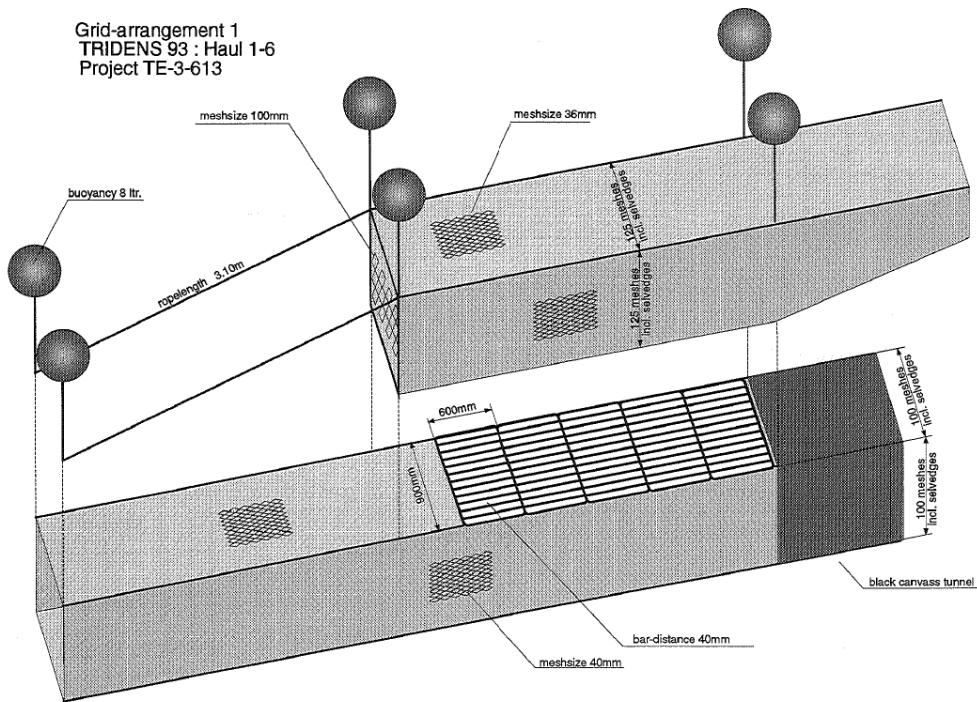 Grid-arrangement 1
TRIDENS 93 : Haul 1-6
Project TE-3-613
meshsize 100mm
meshsize 36mm
buoyancy 8 ltr.
ropelength 3.10m
125 meshes
incl. selvedges
125 meshes
incl. selvedges
600mm
900mm
100 meshes
incl. selvedges
100 meshes
incl. selvedges
black canvass tunnel
bar-distance 40mm
meshsize 40mm